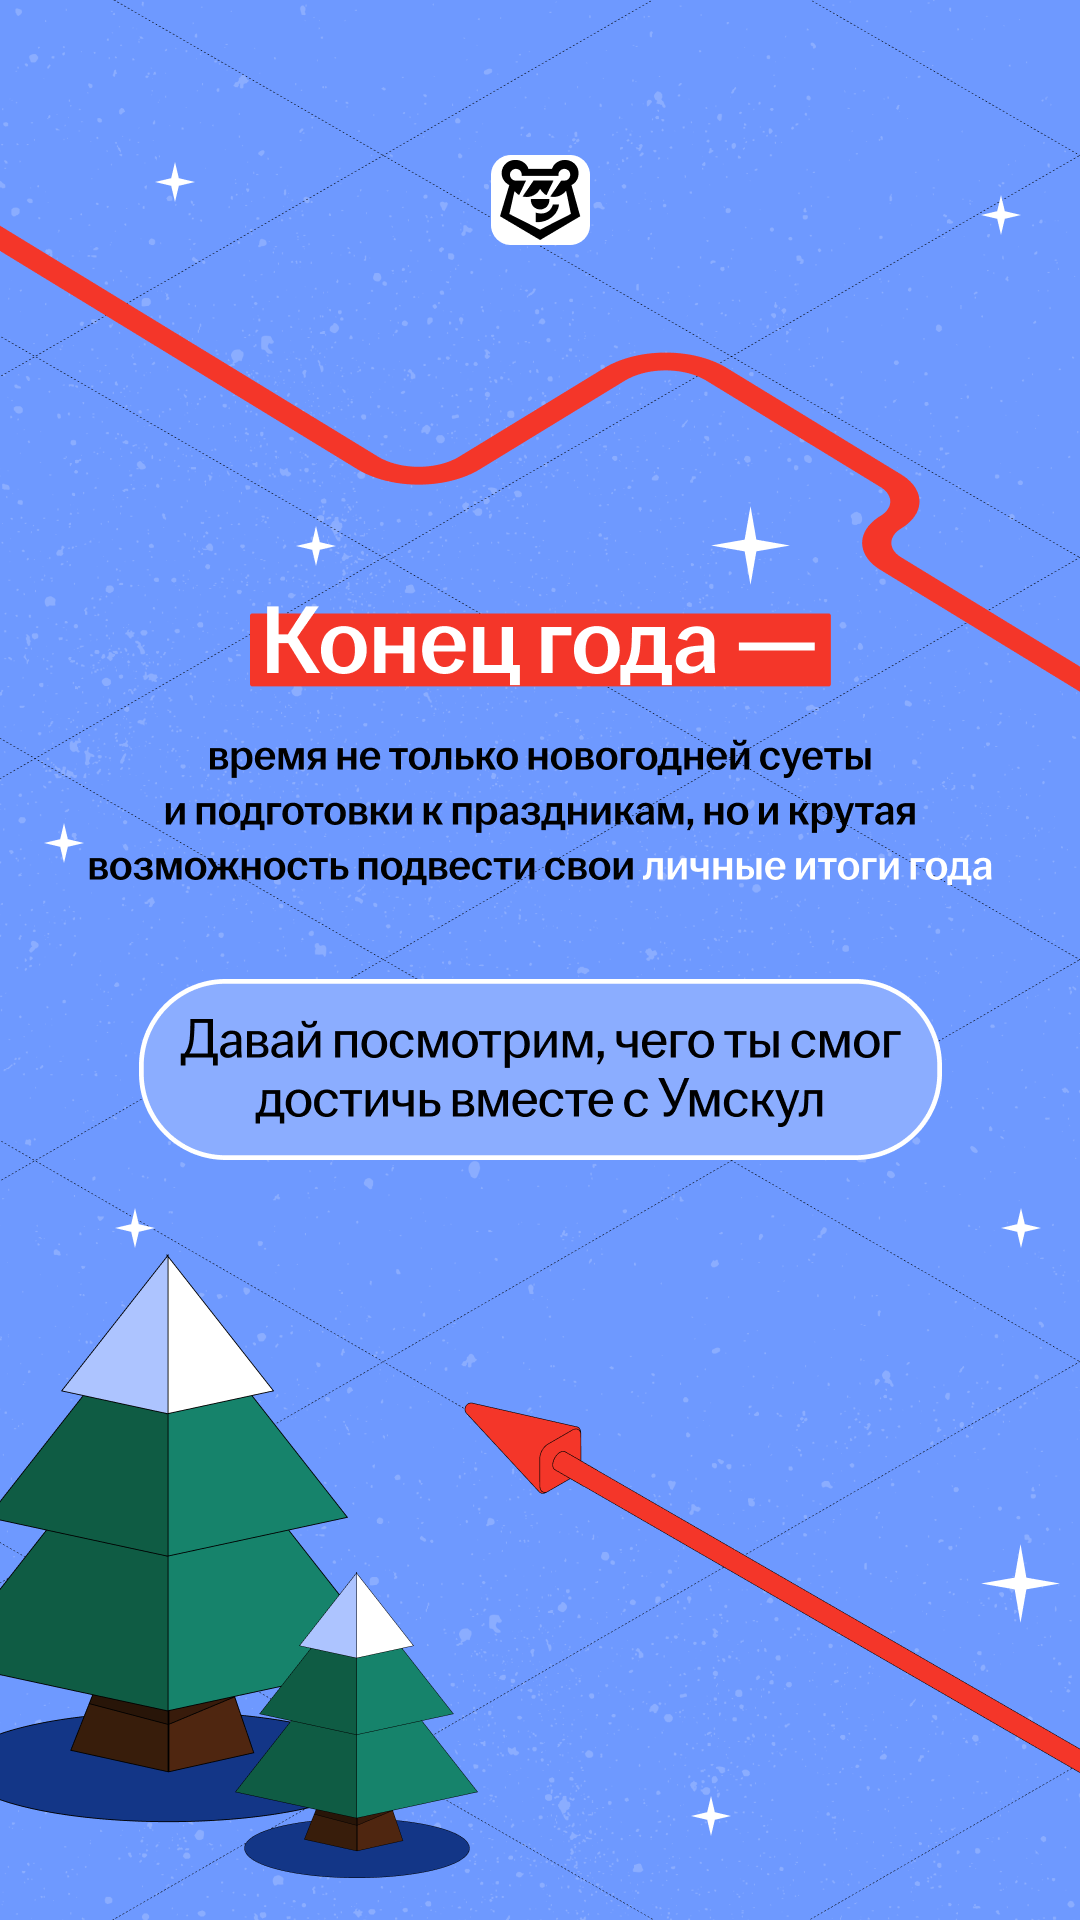 Конец года —
время не только новогодней суеты
и подготовки к праздникам, но и крутая
возможность подвести свои личные итоги года
Давай посмотрим, чего ты смог
достичь вместе с Умскул